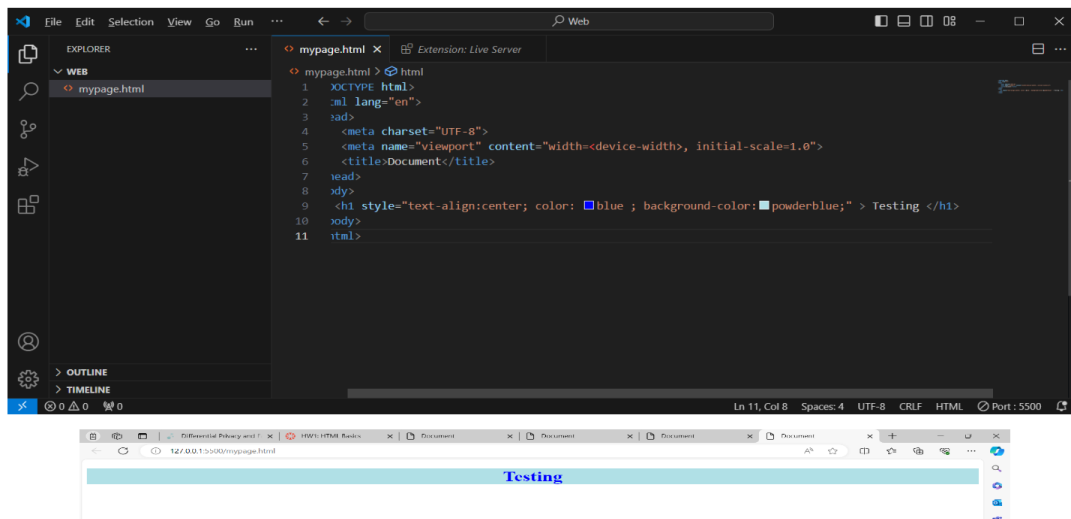 File Edit Selection View Go Run ··· Web
EXPLORER ···
WEB
mypage.html
mypage.html Extension: Live Server
mypage.html > html
1 OCTYPE html>
2 ml lang="en">
3 ead>
4 <meta charset="UTF-8">
5 <meta name="viewport" content="width=<device-width>, initial-scale=1.0">
6 <title>Document</title>
7 head>
8 ody>
9 <h1 style="text-align:center; color: blue ; background-color: powderblue;" > Testing </h1>
10 body>
11 html>
OUTLINE
TIMELINE
0 0 0 Ln 11, Col 8 Spaces: 4 UTF-8 CRLF HTML Port : 5500
Differential Privacy and HW1: HTML Basics Document Document Document Document
127.0.0.1:5500/mypage.html
Testing